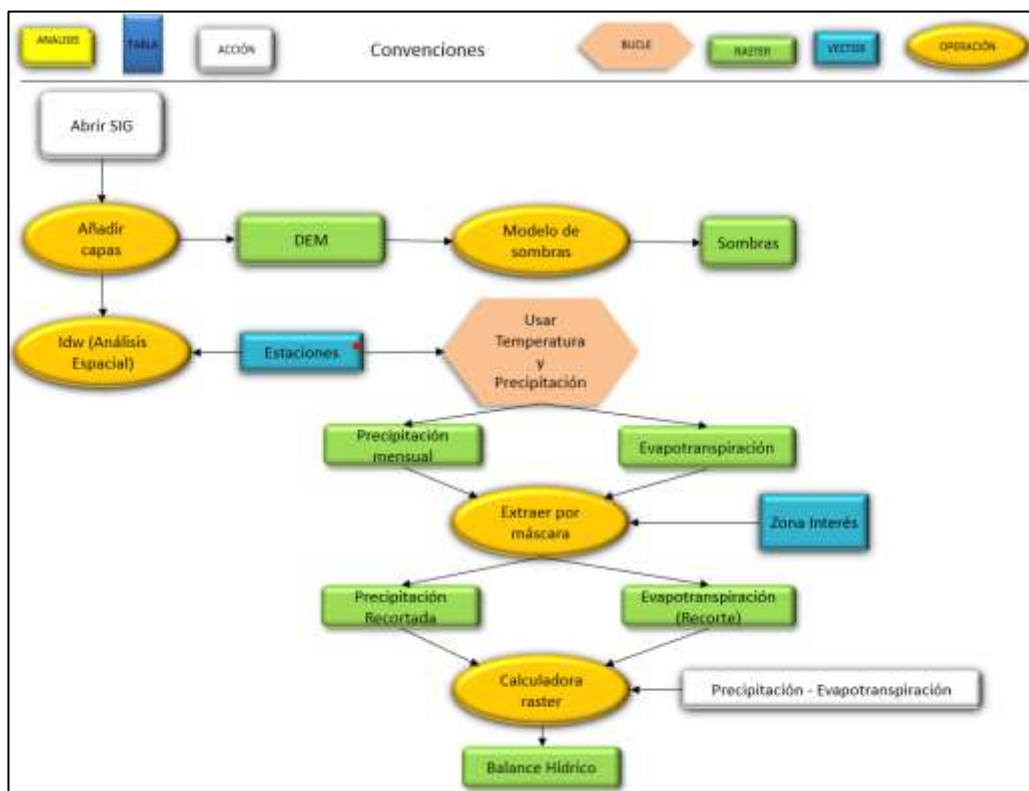 ANALISIS
TABLA
ACCIÓN
Convenciones
BUCLE
RASTER
VECTOR
OPERACIÓN
Abrir SIG
Añadir
capas
DEM
Modelo de
sombras
Sombras
Idw (Análisis
Espacial)
Estaciones
Usar
Temperatura
y
Precipitación
Precipitación
mensual
Evapotranspiración
Extraer por
máscara
Zona Interés
Precipitación
Recortada
Evapotranspiración
(Recorte)
Calculadora
raster
Precipitación - Evapotranspiración
Balance Hídrico